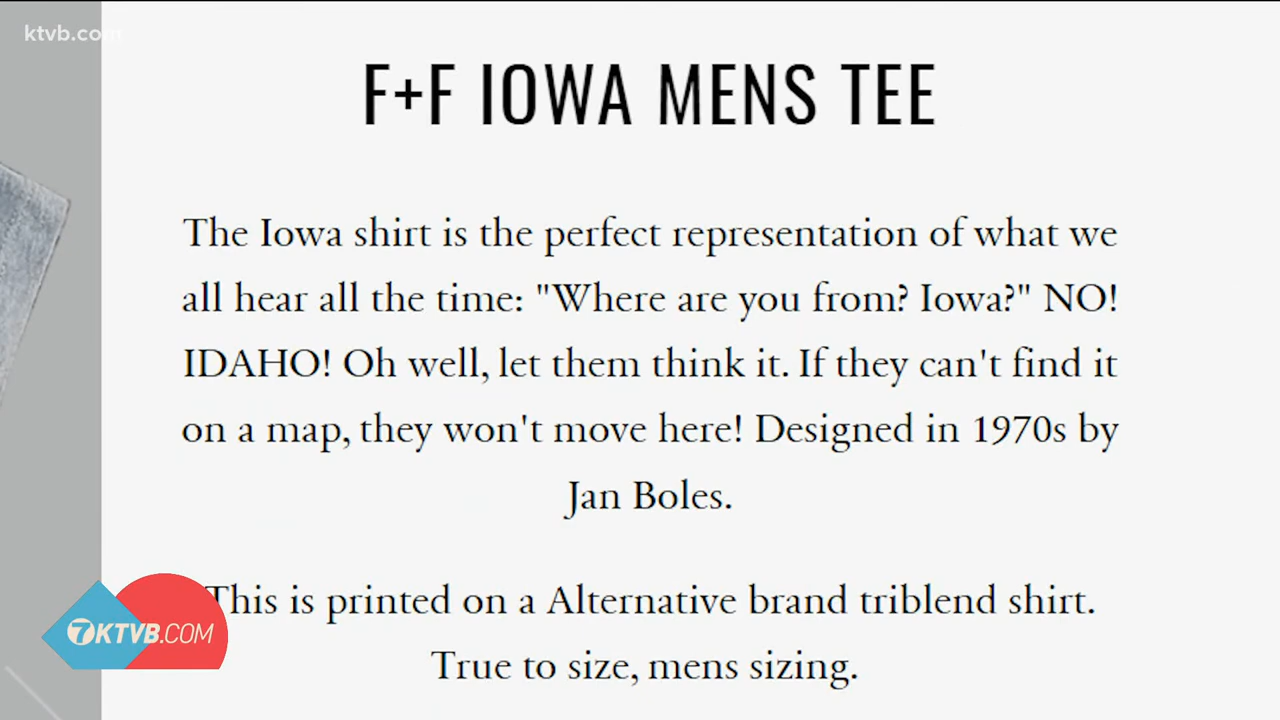 ktvb.com
F+F IOWA MENS TEE
The Iowa shirt is the perfect representation of what we
all hear all the time: "Where are you from? Iowa?" NO!
IDAHO! Oh well, let them think it. If they can't find it
on a map, they won't move here! Designed in 1970s by
Jan Boles.
This is printed on a Alternative brand triblend shirt.
True to size, mens sizing.
7KTVB.COM